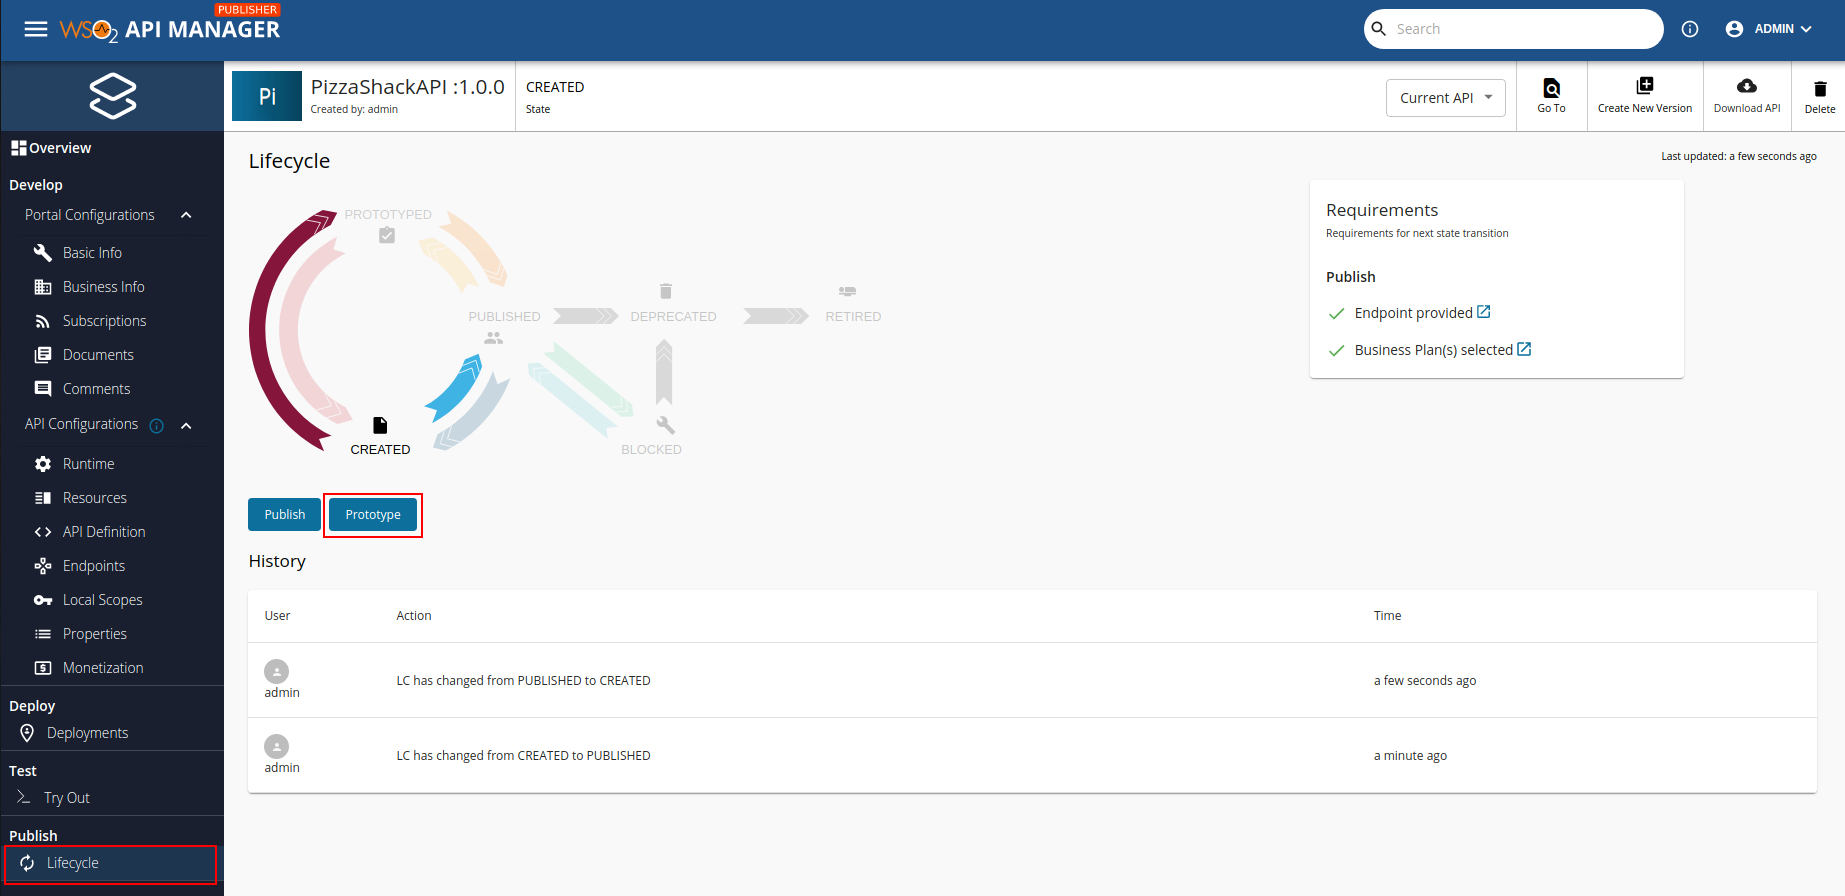 PUBLISHER
WSO2 API MANAGER
Search
ADMIN
Pi
PizzaShackAPI :1.0.0
Created by: admin
CREATED
State
Current API
Go To
Create New Version
Download API
Delete
Overview
Develop
Portal Configurations
Basic Info
Business Info
Subscriptions
Documents
Comments
API Configurations
Runtime
Resources
API Definition
Endpoints
Local Scopes
Properties
Monetization
Deploy
Deployments
Test
Try Out
Publish
Lifecycle
Lifecycle
Last updated: a few seconds ago
PROTOTYPED
PUBLISHED
DEPRECATED
RETIRED
CREATED
BLOCKED
Requirements
Requirements for next state transition
Publish
Endpoint provided
Business Plan(s) selected
Publish
Prototype
History
User Action Time
admin LC has changed from PUBLISHED to CREATED a few seconds ago
admin LC has changed from CREATED to PUBLISHED a minute ago